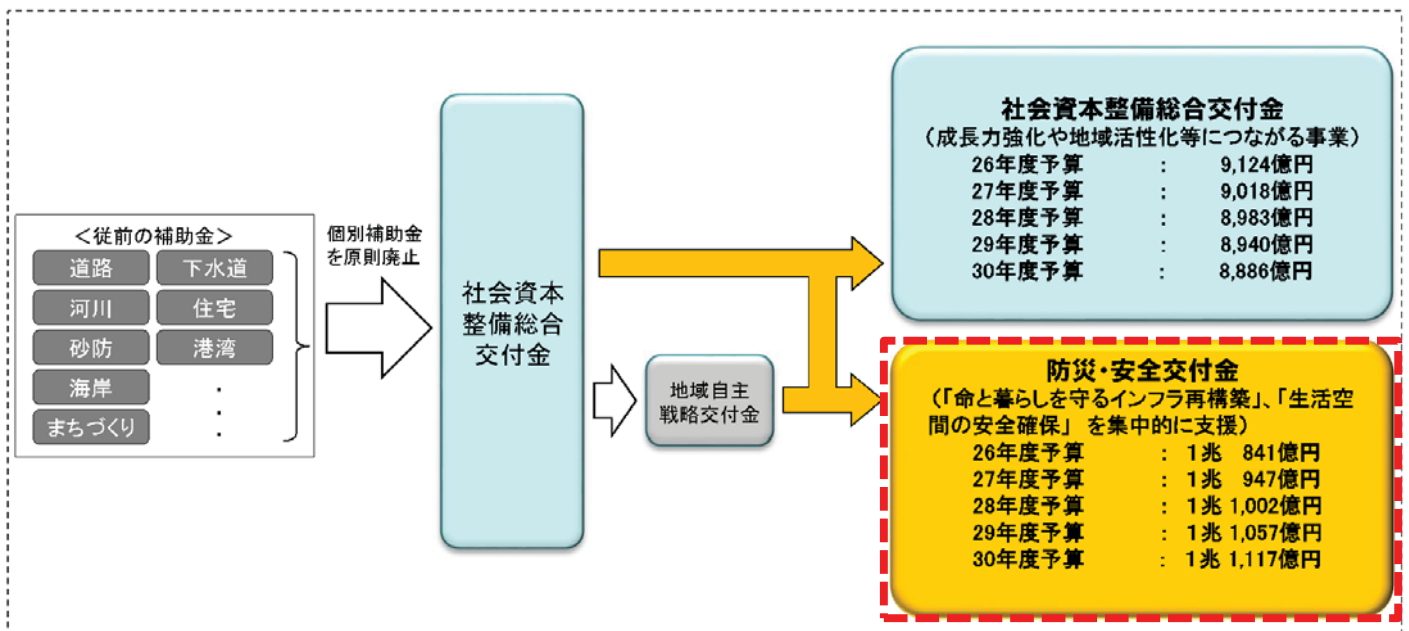 ＜従前の補助金＞
道路
下水道
河川
住宅
砂防
港湾
海岸
・
まちづくり
・
・
個別補助金
を原則廃止
社会資本
整備総合
交付金
地域自主
戦略交付金
社会資本整備総合交付金
（成長力強化や地域活性化等につながる事業）
26年度予算 ： 9,124億円
27年度予算 ： 9,018億円
28年度予算 ： 8,983億円
29年度予算 ： 8,940億円
30年度予算 ： 8,886億円
防災・安全交付金
（「命と暮らしを守るインフラ再構築」、「生活空
間の安全確保」 を集中的に支援）
26年度予算 ： 1兆 841億円
27年度予算 ： 1兆 947億円
28年度予算 ： 1兆 1,002億円
29年度予算 ： 1兆 1,057億円
30年度予算 ： 1兆 1,117億円